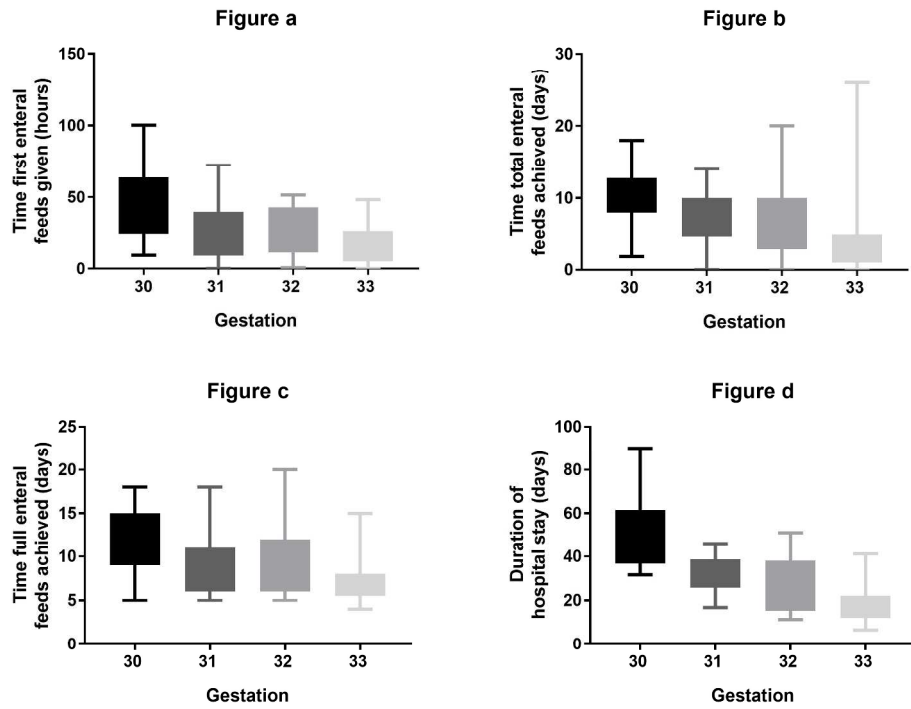 Figure a
Time first enteral
feeds given (hours)
150
100
50
0
30 31 32 33
Gestation
Figure b
Time total enteral
feeds achieved (days)
30
20
10
0
30 31 32 33
Gestation
Figure c
Time full enteral
feeds achieved (days)
25
20
15
10
5
0
30 31 32 33
Gestation
Figure d
Duration of
hospital stay (days)
100
80
60
40
20
0
30 31 32 33
Gestation